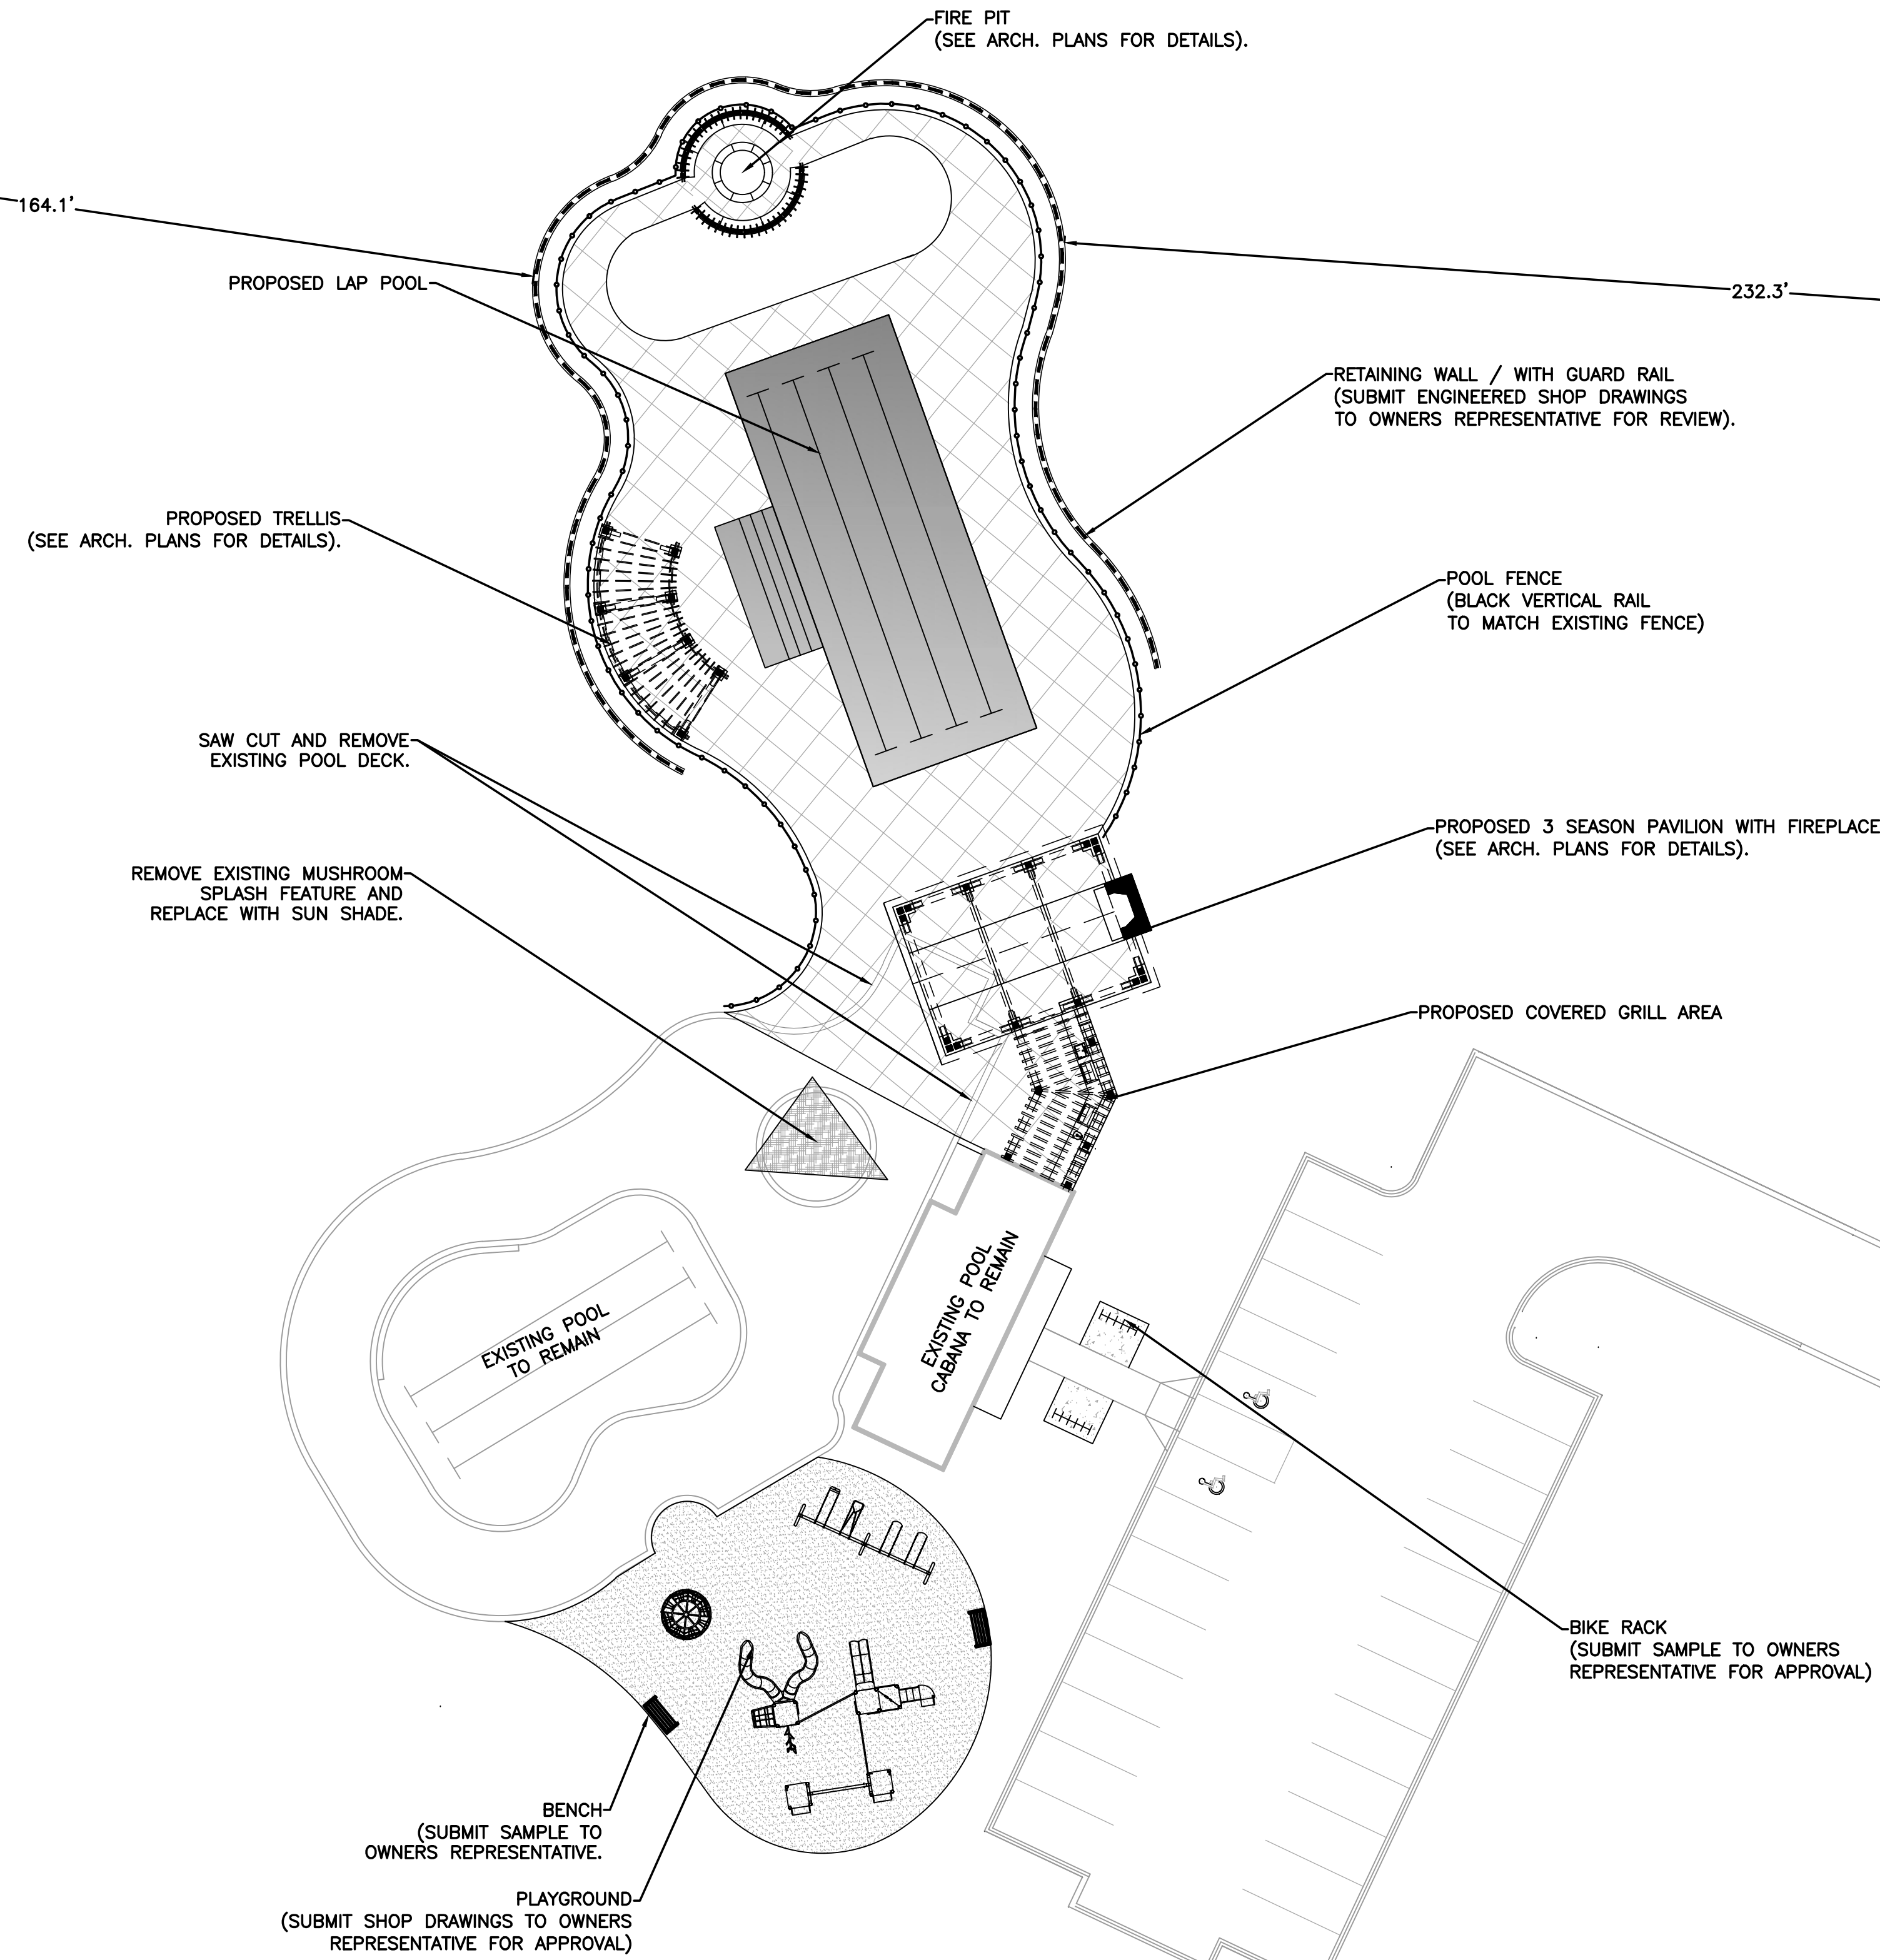 FIRE PIT
(SEE ARCH. PLANS FOR DETAILS).
164.1'
PROPOSED LAP POOL
232.3'
RETAINING WALL / WITH GUARD RAIL
(SUBMIT ENGINEERED SHOP DRAWINGS
TO OWNERS REPRESENTATIVE FOR REVIEW).
PROPOSED TRELLIS
(SEE ARCH. PLANS FOR DETAILS).
POOL FENCE
(BLACK VERTICAL RAIL
TO MATCH EXISTING FENCE)
SAW CUT AND REMOVE
EXISTING POOL DECK.
PROPOSED 3 SEASON PAVILION WITH FIREPLACE
(SEE ARCH. PLANS FOR DETAILS).
REMOVE EXISTING MUSHROOM
SPLASH FEATURE AND
REPLACE WITH SUN SHADE.
PROPOSED COVERED GRILL AREA
EXISTING POOL
CABANA TO REMAIN
EXISTING POOL
TO REMAIN
BIKE RACK
(SUBMIT SAMPLE TO OWNERS
REPRESENTATIVE FOR APPROVAL)
BENCH
(SUBMIT SAMPLE TO
OWNERS REPRESENTATIVE.
PLAYGROUND
(SUBMIT SHOP DRAWINGS TO OWNERS
REPRESENTATIVE FOR APPROVAL)